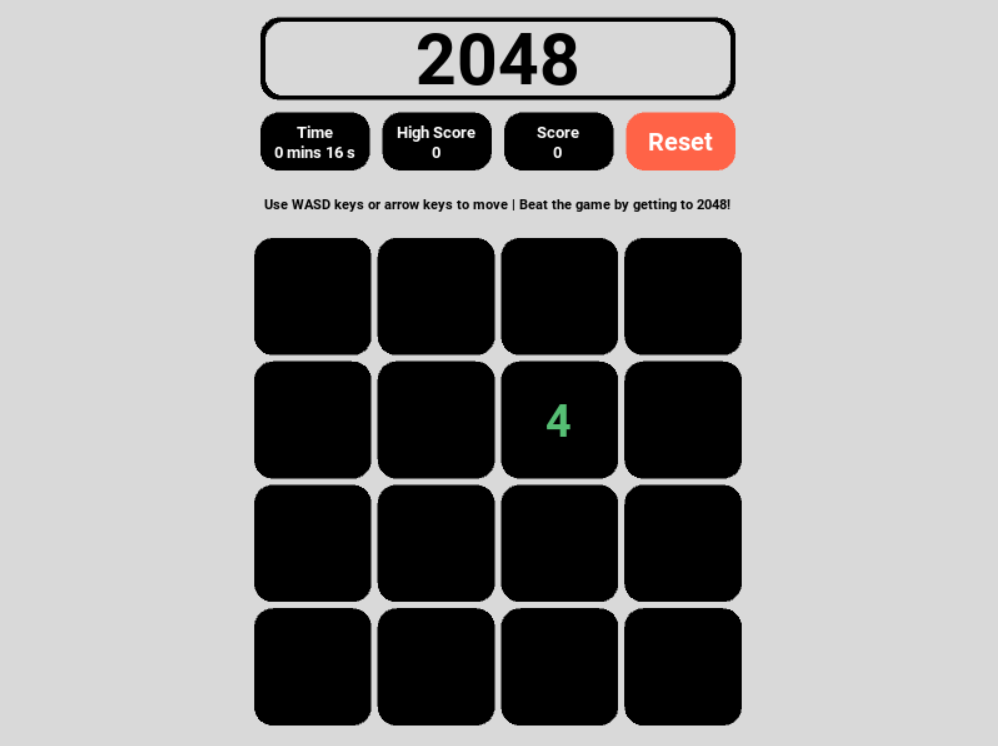 2048
Time
0 mins 16 s
High Score
0
Score
0
Reset
Use WASD keys or arrow keys to move | Beat the game by getting to 2048!
4